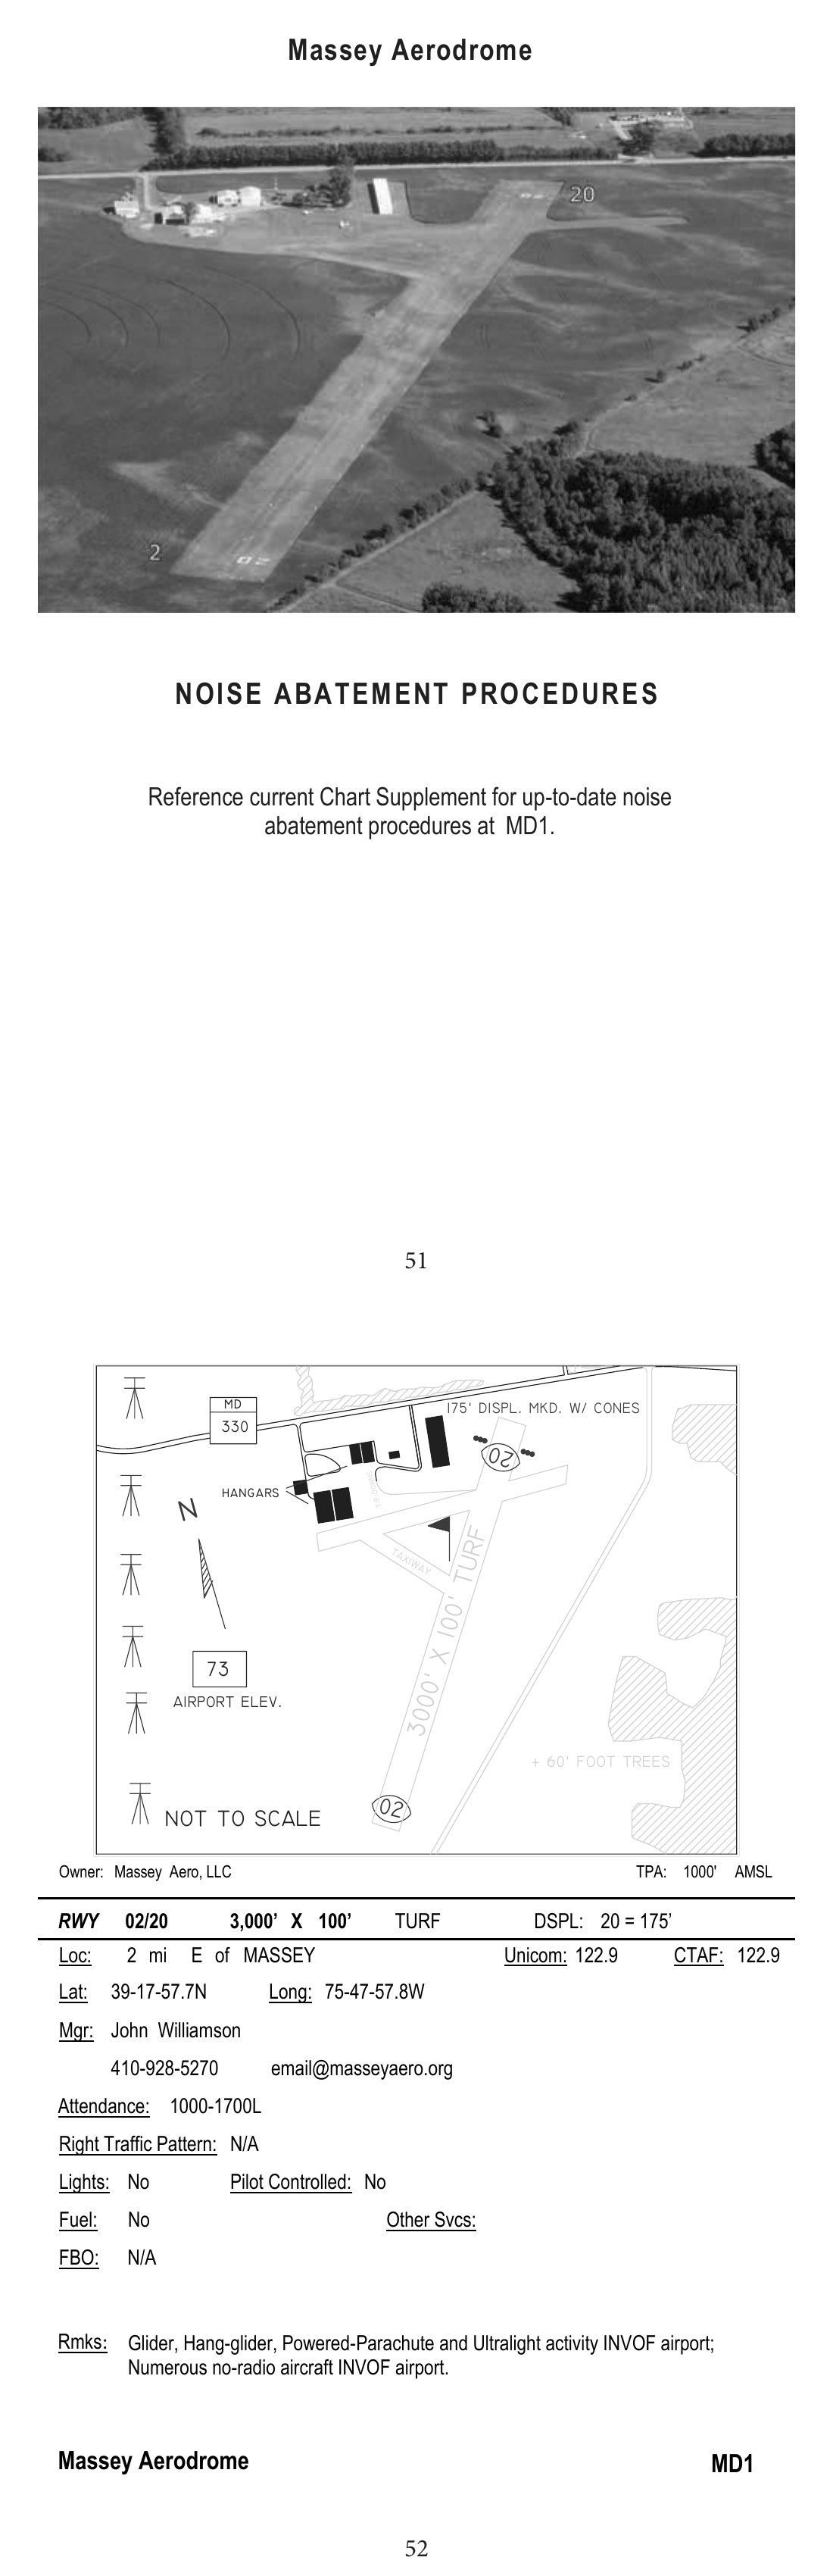 Massey Aerodrome
20
2
02
NOISE ABATEMENT PROCEDURES
Reference current Chart Supplement for up-to-date noise
abatement procedures at MD1.
51
MD
330
175' DISPL. MKD. W/ CONES
20
HANGARS
N
TAXIWAY
3000' X 100' TURF
73
AIRPORT ELEV.
+ 60' FOOT TREES
NOT TO SCALE
02
Owner: Massey Aero, LLC TPA: 1000' AMSL
RWY 02/20 3,000’ X 100’ TURF DSPL: 20 = 175’
Loc: 2 mi E of MASSEY Unicom: 122.9 CTAF: 122.9
Lat: 39-17-57.7N Long: 75-47-57.8W
Mgr: John Williamson
410-928-5270 email@masseyaero.org
Attendance: 1000-1700L
Right Traffic Pattern: N/A
Lights: No Pilot Controlled: No
Fuel: No Other Svcs:
FBO: N/A
Rmks: Glider, Hang-glider, Powered-Parachute and Ultralight activity INVOF airport;
Numerous no-radio aircraft INVOF airport.
Massey Aerodrome MD1
52